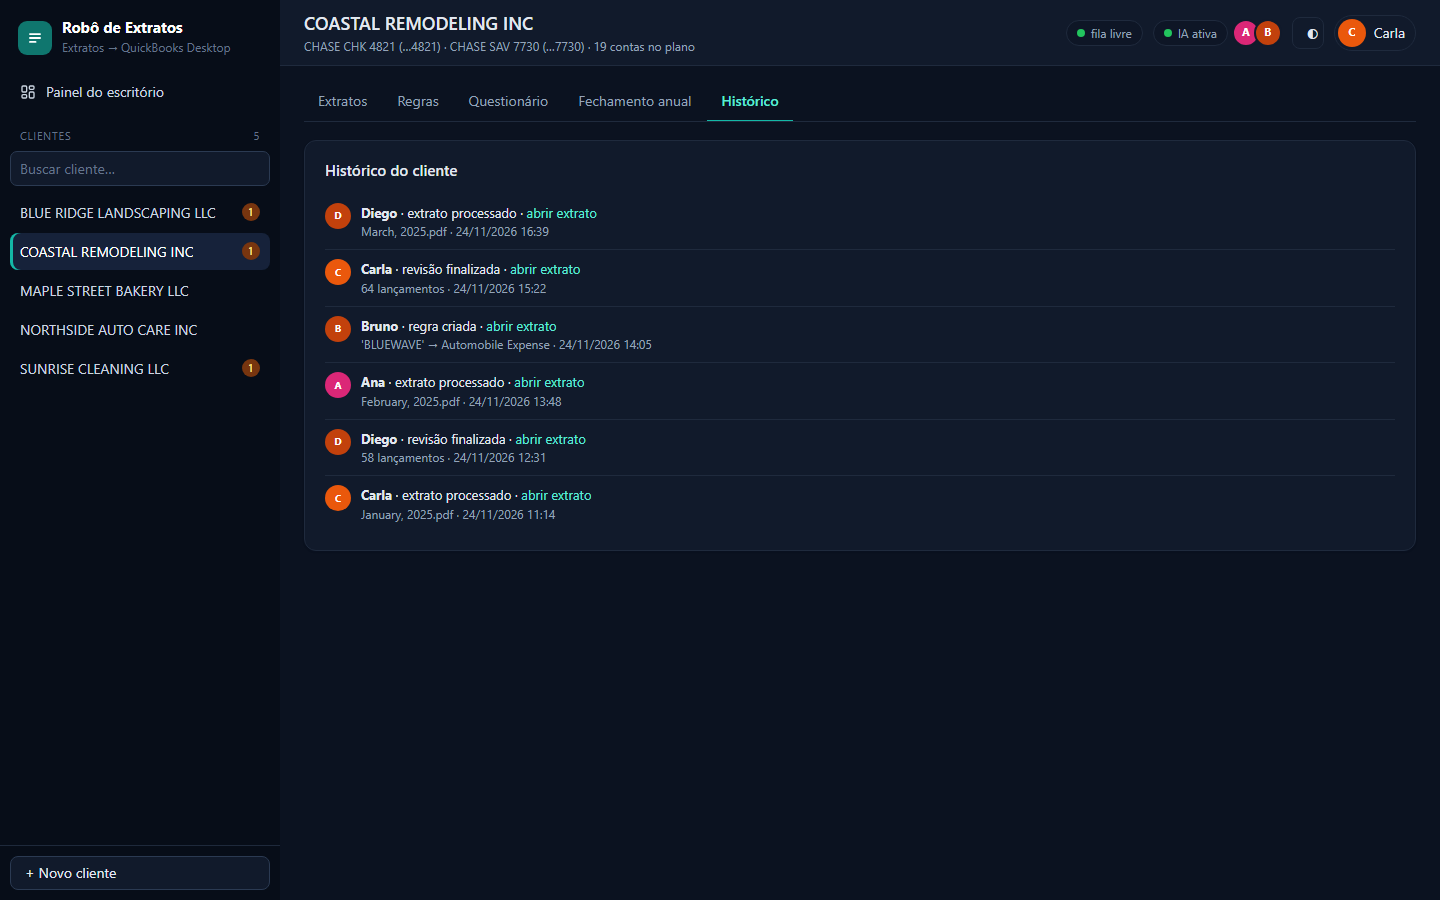 Robô de Extratos
Extratos → QuickBooks Desktop
Painel do escritório
CLIENTES 5
Buscar cliente...
BLUE RIDGE LANDSCAPING LLC 1
COASTAL REMODELING INC 1
MAPLE STREET BAKERY LLC
NORTHSIDE AUTO CARE INC
SUNRISE CLEANING LLC 1
+ Novo cliente
COASTAL REMODELING INC
CHASE CHK 4821 (...4821) · CHASE SAV 7730 (...7730) · 19 contas no plano
fila livre
IA ativa
A B
C Carla
Extratos Regras Questionário Fechamento anual Histórico
Histórico do cliente
D Diego · extrato processado · abrir extrato
March, 2025.pdf · 24/11/2026 16:39
C Carla · revisão finalizada · abrir extrato
64 lançamentos · 24/11/2026 15:22
B Bruno · regra criada · abrir extrato
'BLUEWAVE' → Automobile Expense · 24/11/2026 14:05
A Ana · extrato processado · abrir extrato
February, 2025.pdf · 24/11/2026 13:48
D Diego · revisão finalizada · abrir extrato
58 lançamentos · 24/11/2026 12:31
C Carla · extrato processado · abrir extrato
January, 2025.pdf · 24/11/2026 11:14